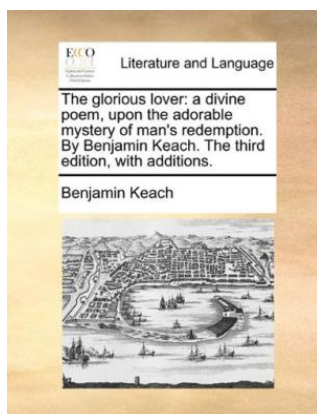 ECCO
Literature and Language
The glorious lover: a divine
poem, upon the adorable
mystery of man's redemption.
By Benjamin Keach. The third
edition, with additions.
Benjamin Keach